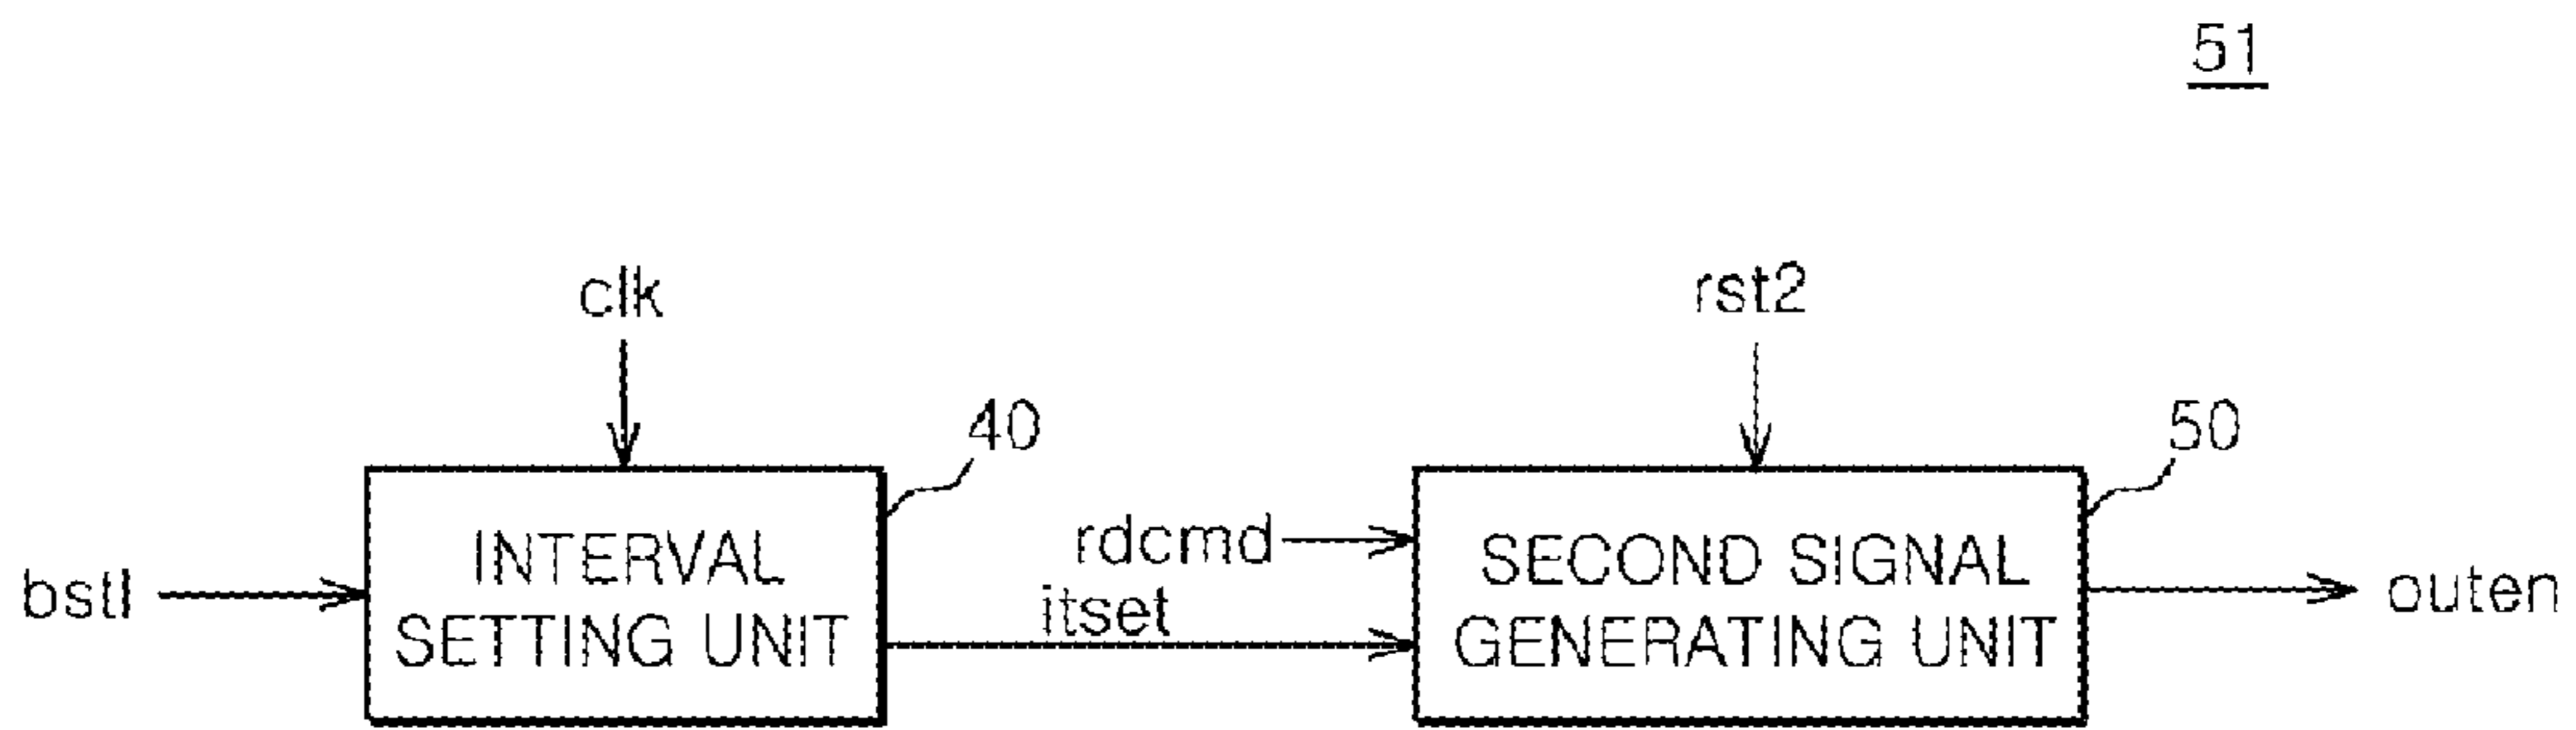 51
clk
rst2
40
50
bstl
INTERVAL
SETTING UNIT
rdcmd
itset
SECOND SIGNAL
GENERATING UNIT
outen